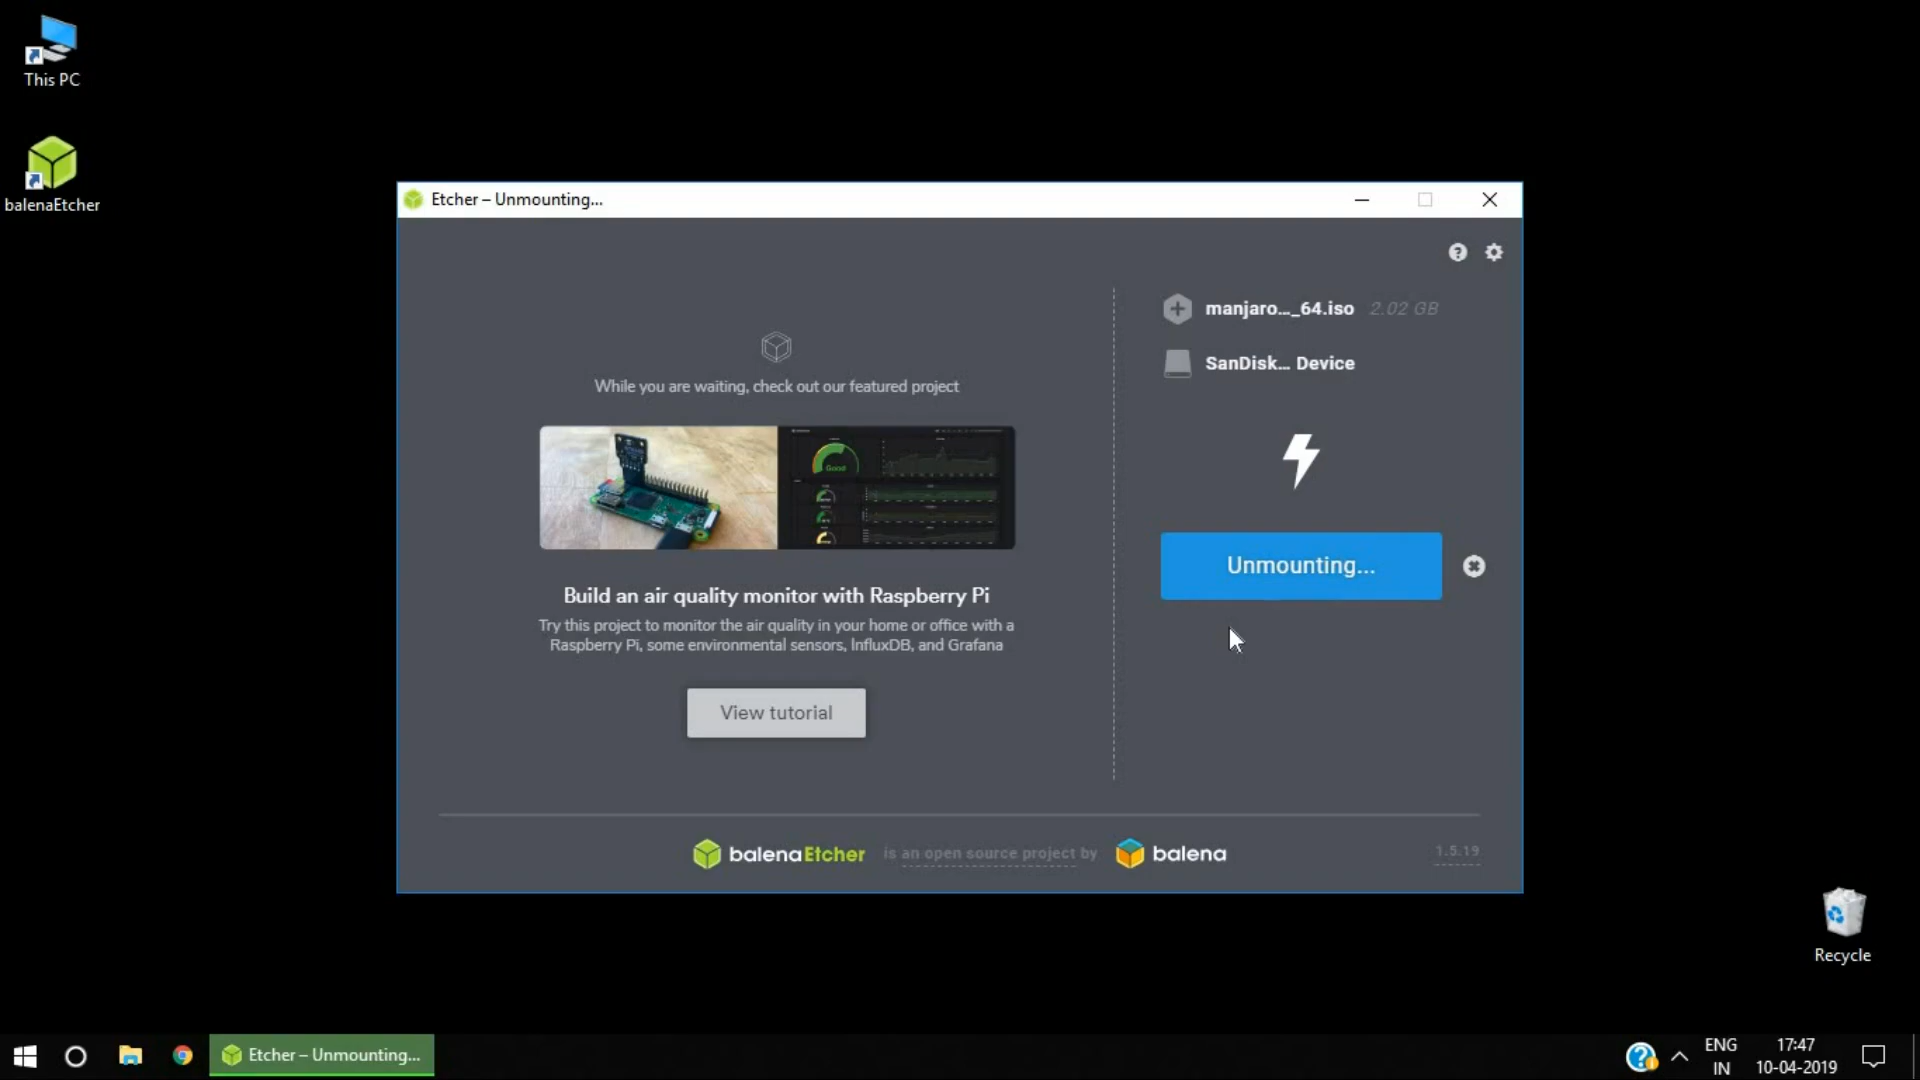 This PC
balenaEtcher
Etcher – Unmounting...
manjaro..._64.iso 2.02 GB
SanDisk... Device
While you are waiting, check out our featured project
Good
Unmounting...
Build an air quality monitor with Raspberry Pi
Try this project to monitor the air quality in your home or office with a
Raspberry Pi, some environmental sensors, InfluxDB, and Grafana
View tutorial
balenaEtcher is an open source project by balena
1.5.19
Recycle
Etcher – Unmounting...
ENG
IN
17:47
10-04-2019